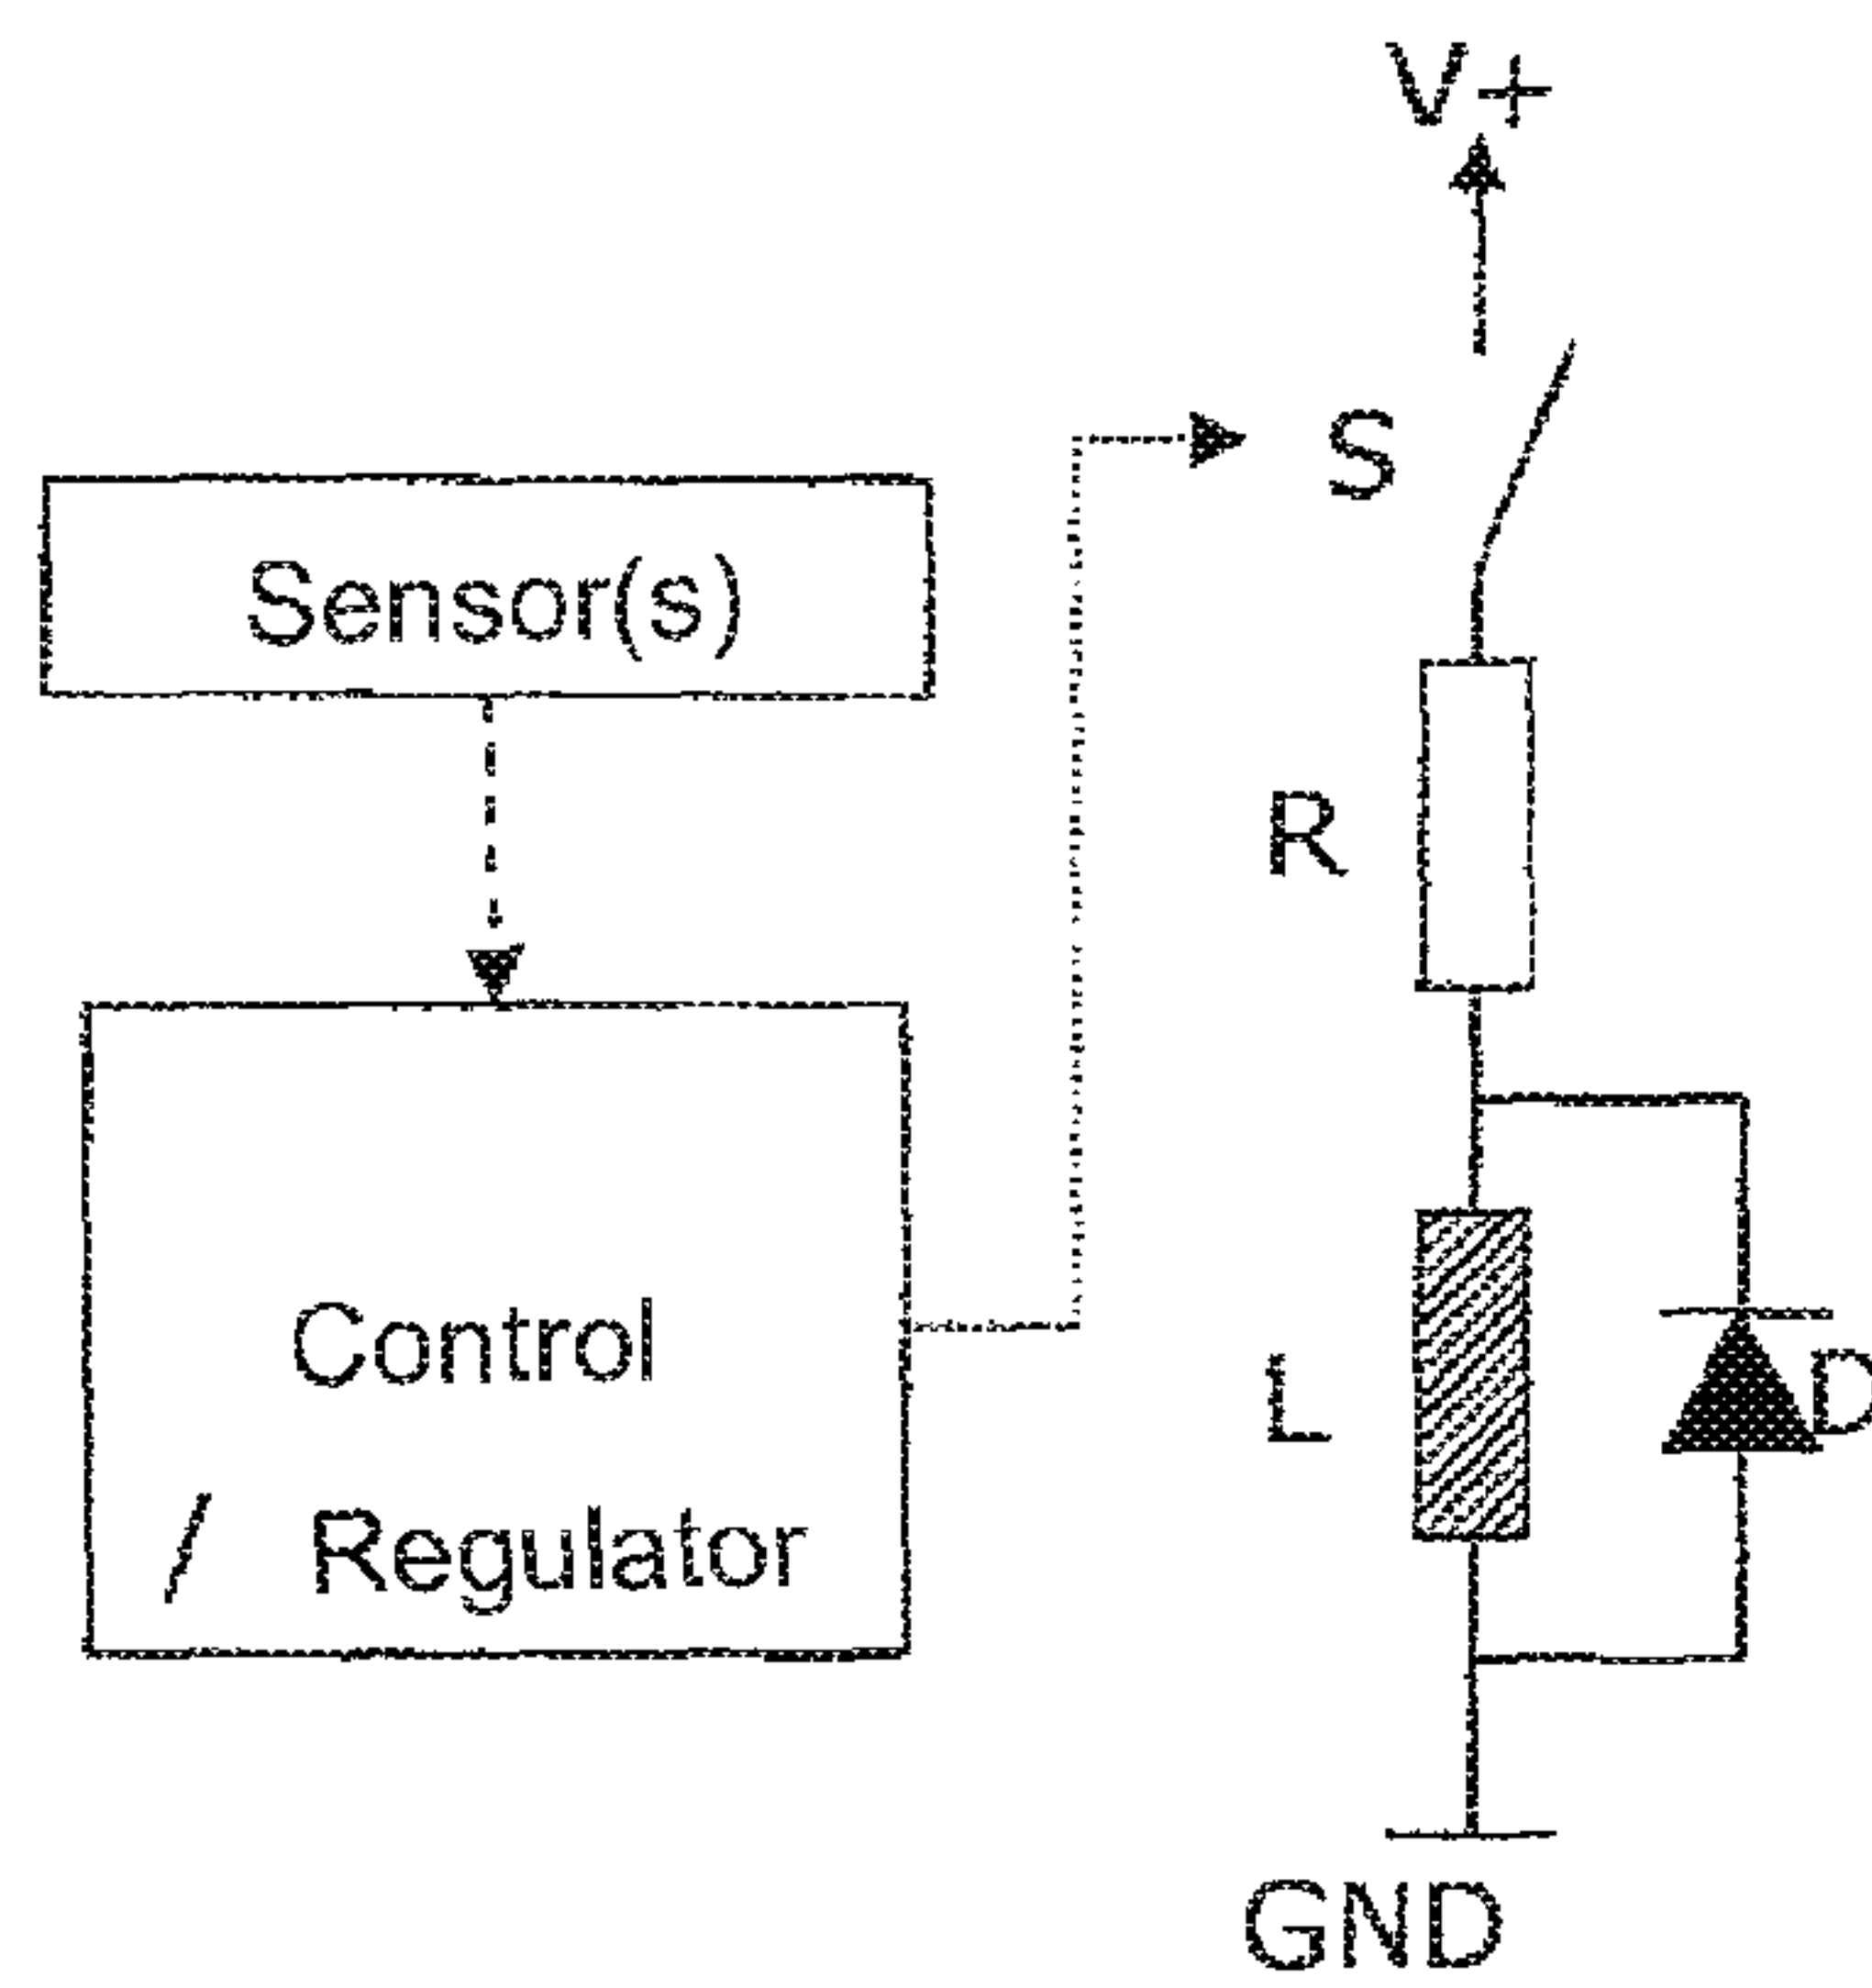 V+
S
Sensor(s)
R
Control
/ Regulator
L
D
GND